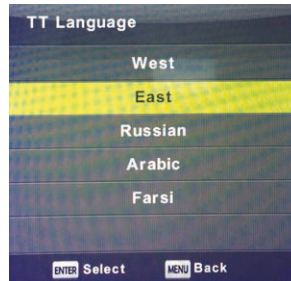 TT Language
West
East
Russian
Arabic
Farsi
ENTER Select MENU Back